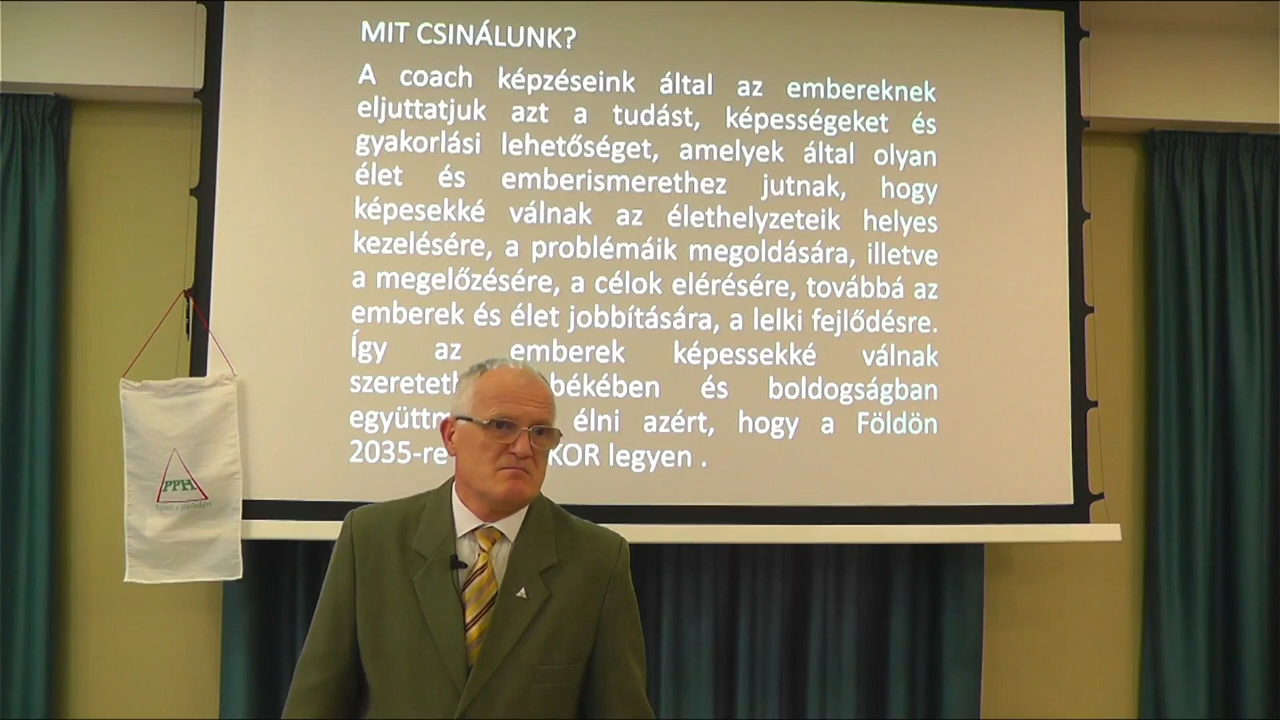 MIT CSINÁLUNK?
A coach képzéseink által az embereknek
eljuttatjuk azt a tudást, képességeket és
gyakorlási lehetőséget, amelyek által olyan
élet és emberismerethez jutnak, hogy
képesekké válnak az élethelyzeteik helyes
kezelésére, a problémáik megoldására, illetve
a megelőzésére, a célok elérésére, továbbá az
emberek és élet jobbítására, a lelki fejlődésre.
Így az emberek képessekké válnak
békében és boldogságban
élni azért, hogy a Földön
2035-re KOR legyen .
PPH